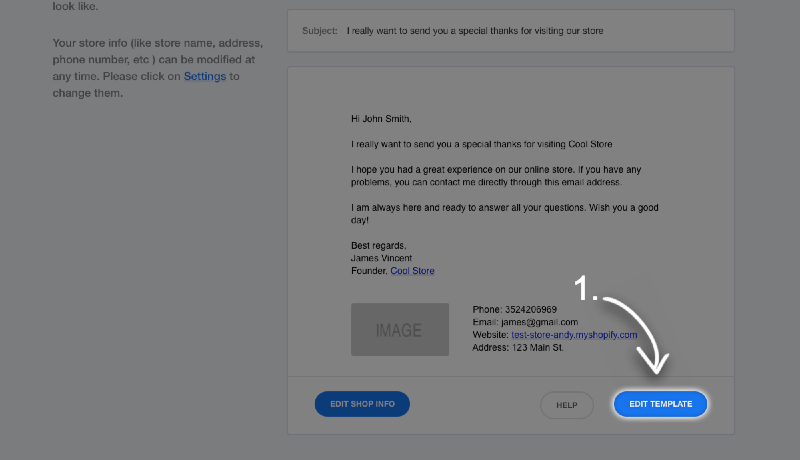 look like.
Your store info (like store name, address,
phone number, etc ) can be modified at
any time. Please click on Settings to
change them.
Subject: I really want to send you a special thanks for visiting our store
Hi John Smith,
I really want to send you a special thanks for visiting Cool Store
I hope you had a great experience on our online store. If you have any
problems, you can contact me directly through this email address.
I am always here and ready to answer all your questions. Wish you a good
day!
Best regards,
James Vincent
Founder, Cool Store
IMAGE
Phone: 3524206969
Email: james@gmail.com
Website: test-store-andy.myshopify.com
Address: 123 Main St.
1.
EDIT SHOP INFO
HELP
EDIT TEMPLATE